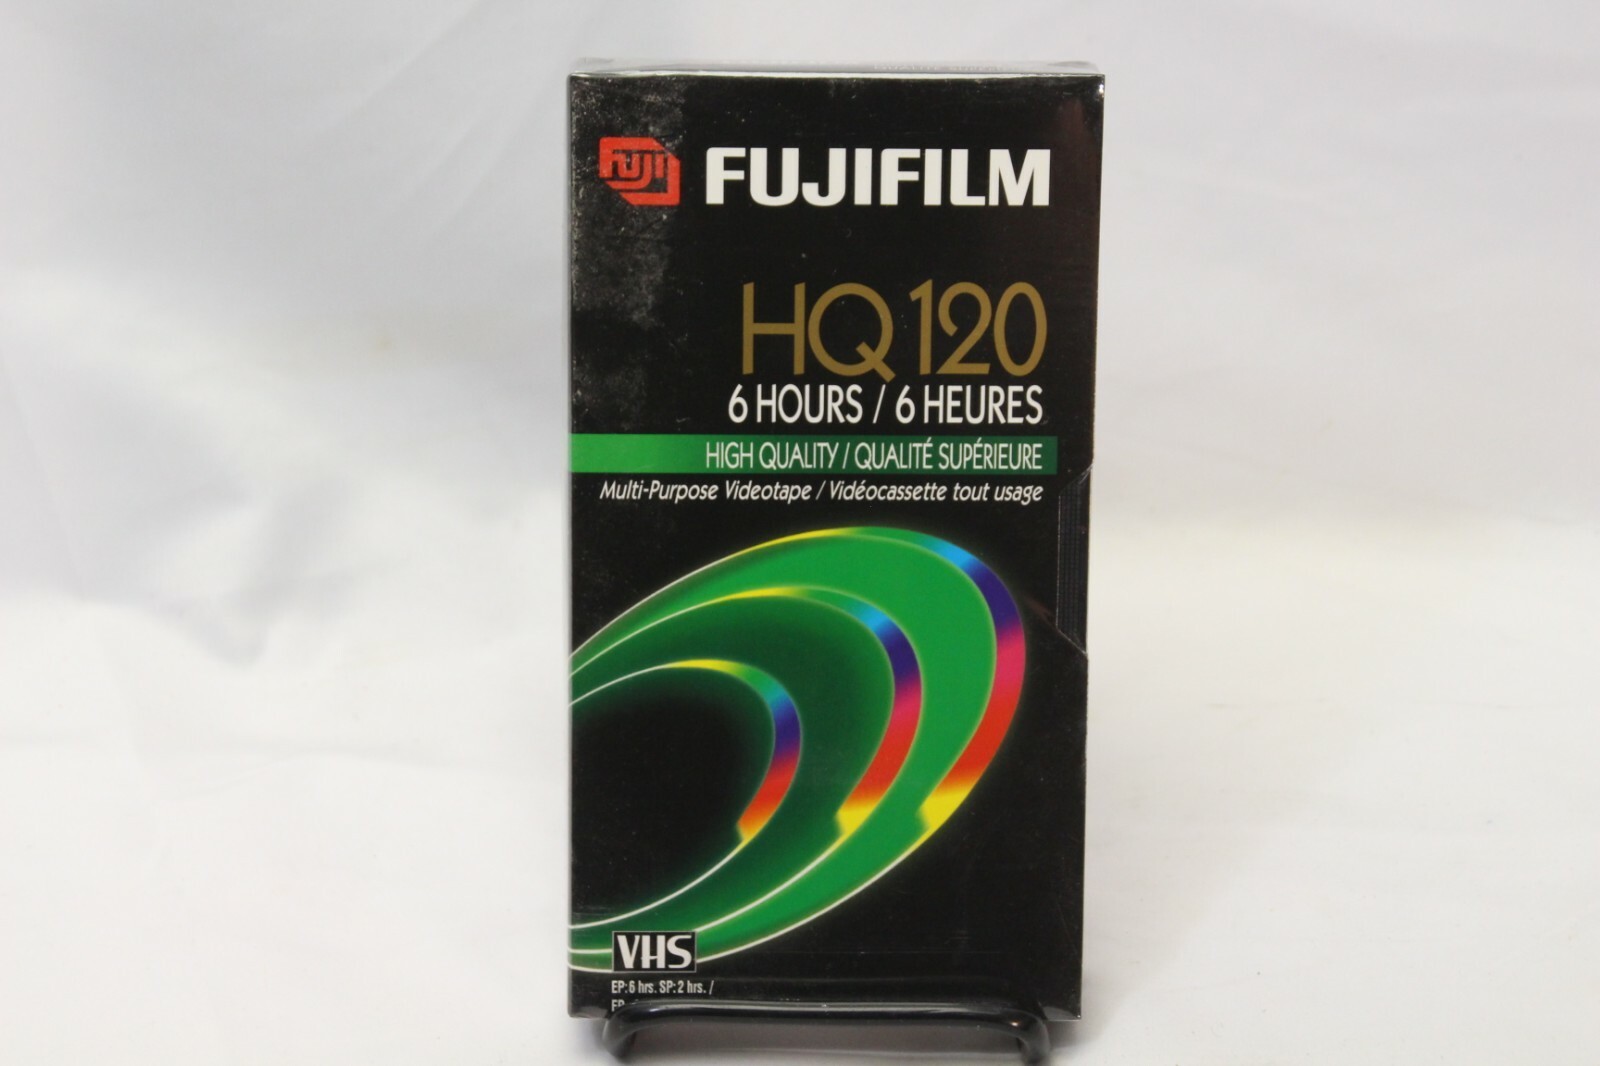 FUJI FUJIFILM
HQ 120
6 HOURS / 6 HEURES
HIGH QUALITY / QUALITÉ SUPÉRIEURE
Multi-Purpose Videotape / Vidéocassette tout usage
VHS
EP: 6 hrs. SP: 2 hrs. /